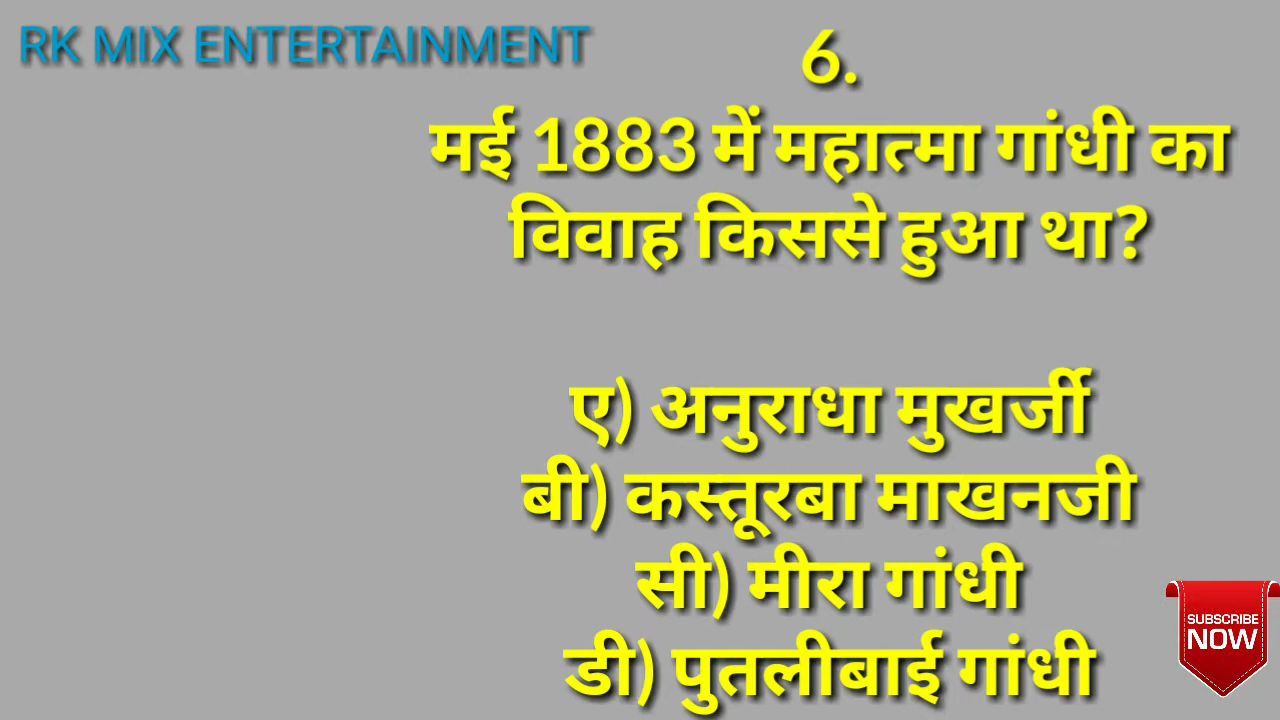 RK MIX ENTERTAINMENT
6.
मई 1883 में महात्मा गांधी का
विवाह किससे हुआ था?
ए) अनुराधा मुखर्जी
बी) कस्तूरबा माखनजी
सी) मीरा गांधी
डी) पुतलीबाई गांधी
SUBSCRIBE
NOW